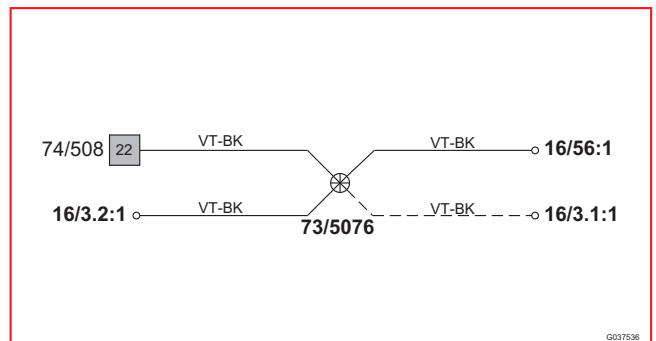 74/508 22 VT-BK VT-BK 16/56:1
16/3.2:1 VT-BK VT-BK 16/3.1:1
73/5076
G037536